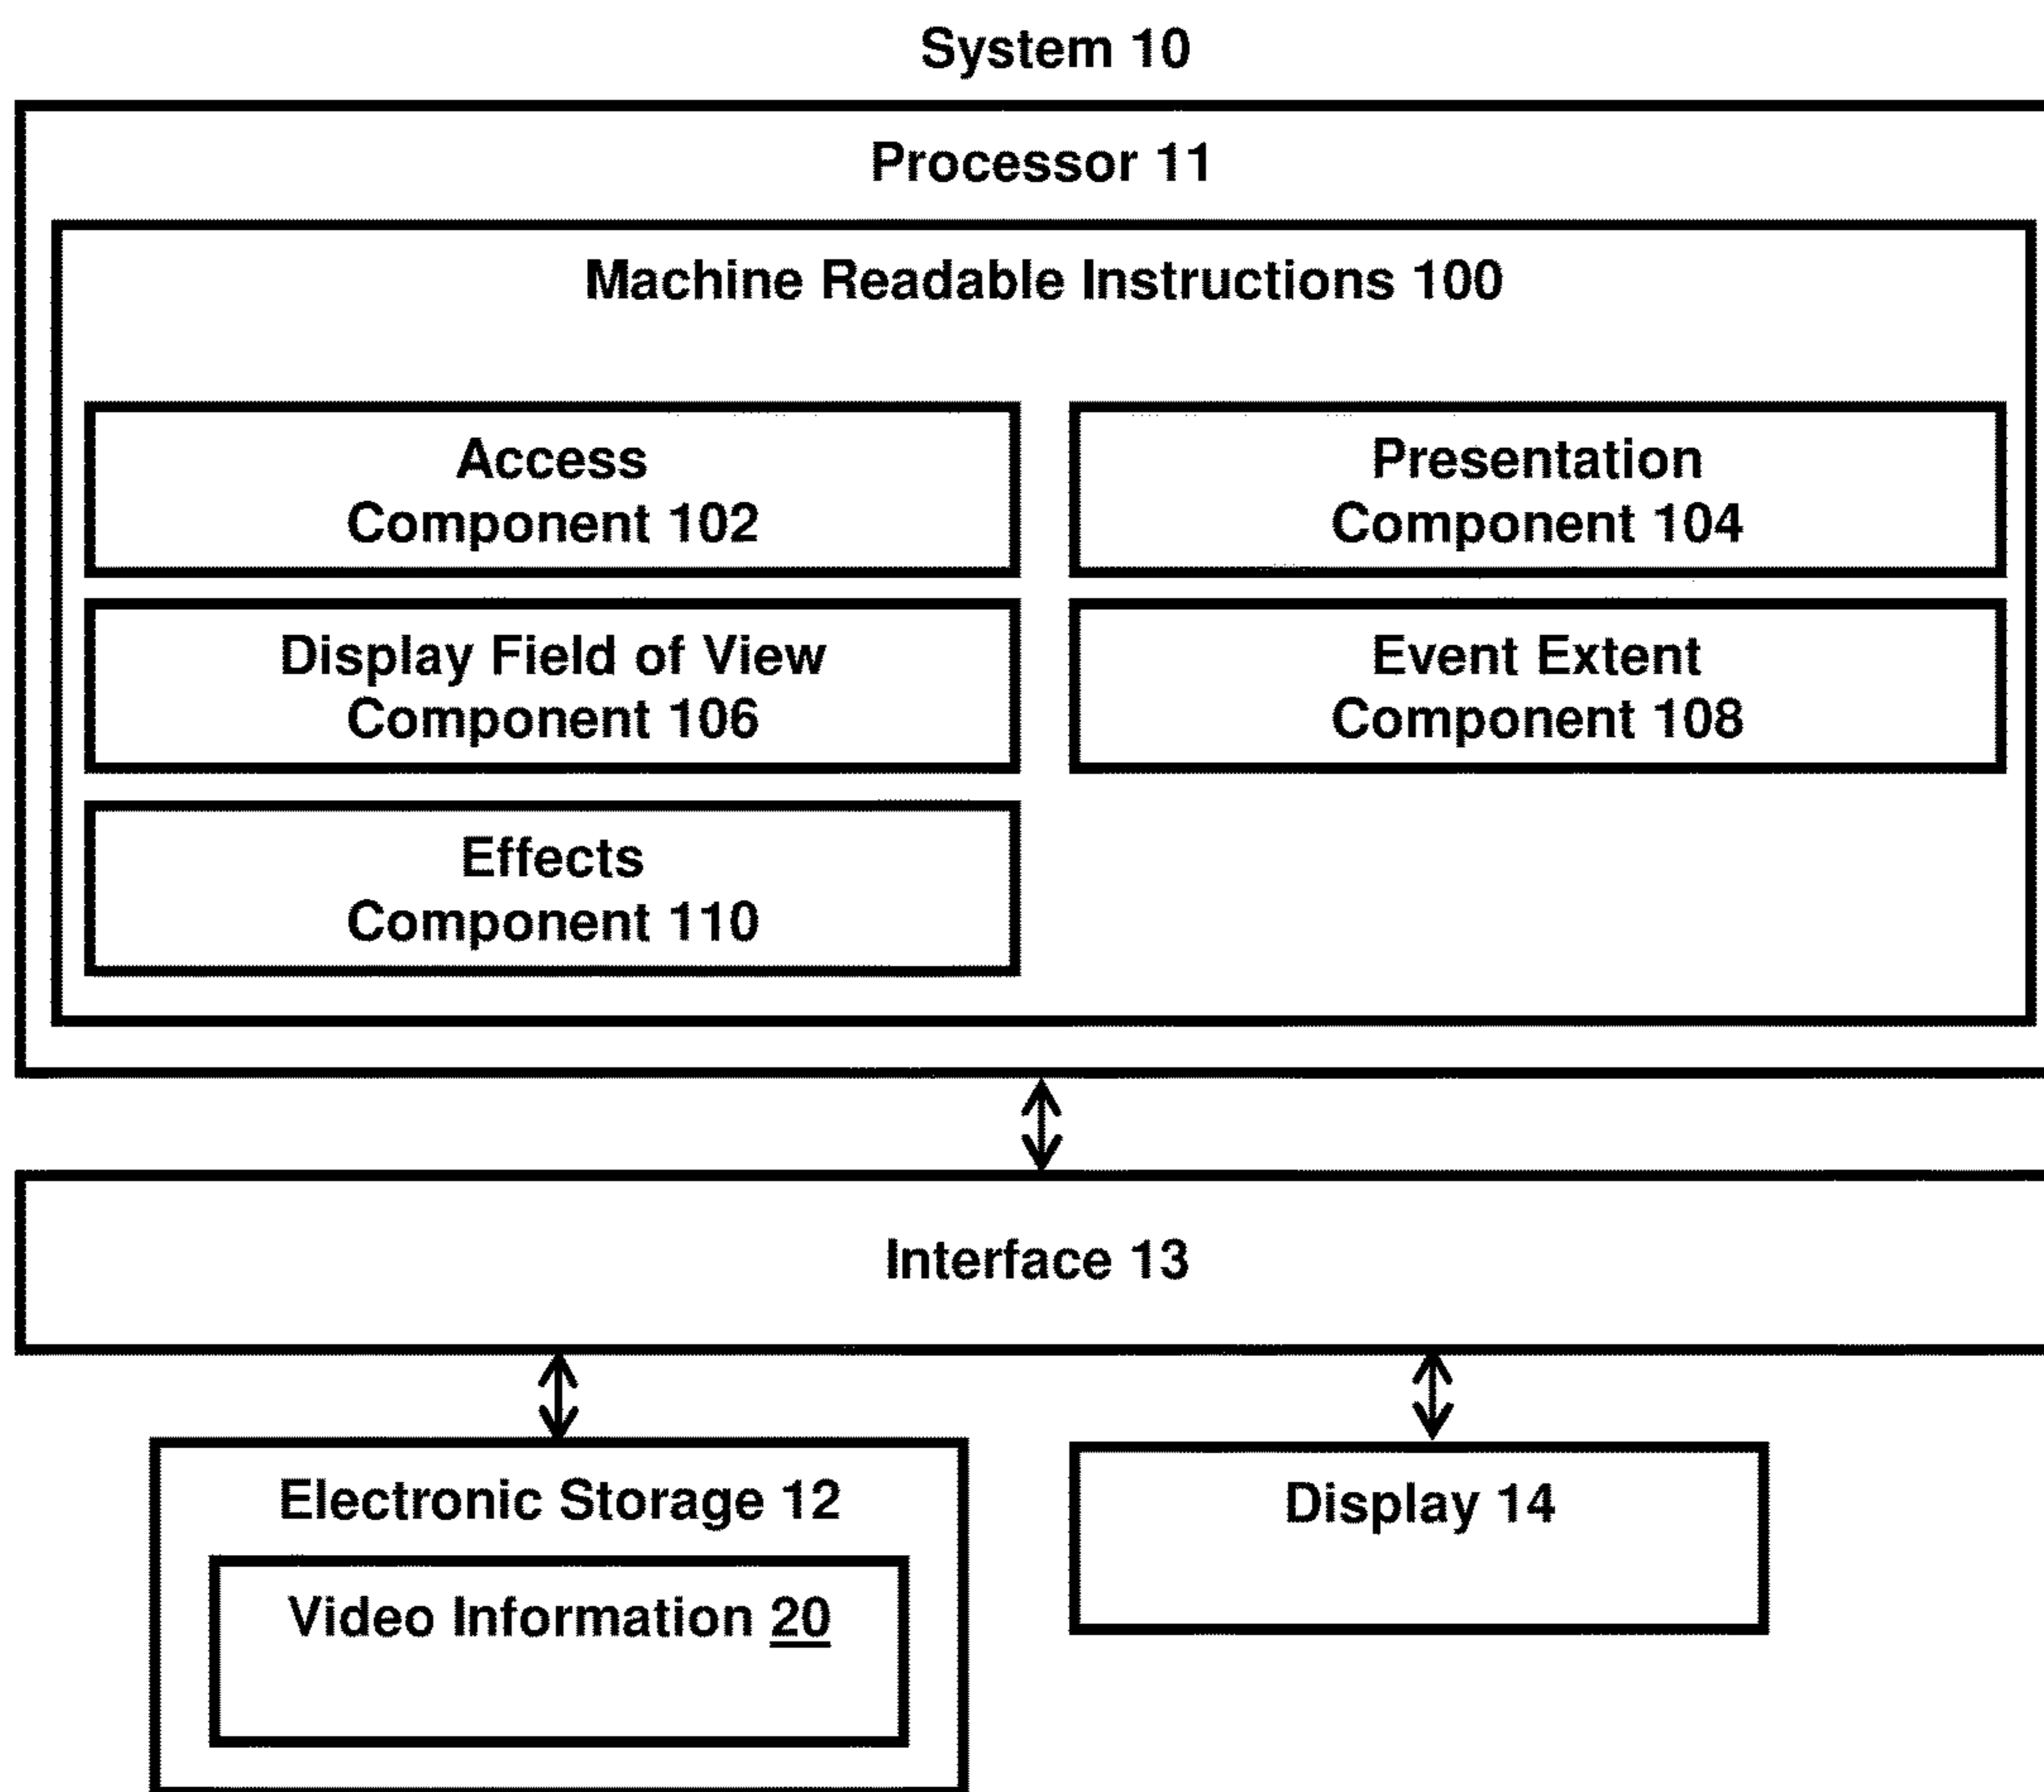 System 10
Processor 11
Machine Readable Instructions 100
Access
Component 102
Presentation
Component 104
Display Field of View
Component 106
Event Extent
Component 108
Effects
Component 110
Interface 13
Electronic Storage 12
Display 14
Video Information 20